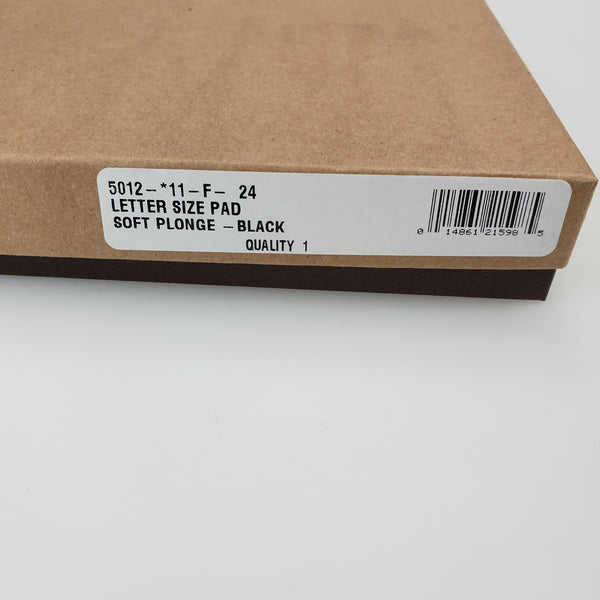 5012-*11-F- 24
LETTER SIZE PAD
SOFT PLONGE -BLACK
QUALITY 1
0 14861 21598 5